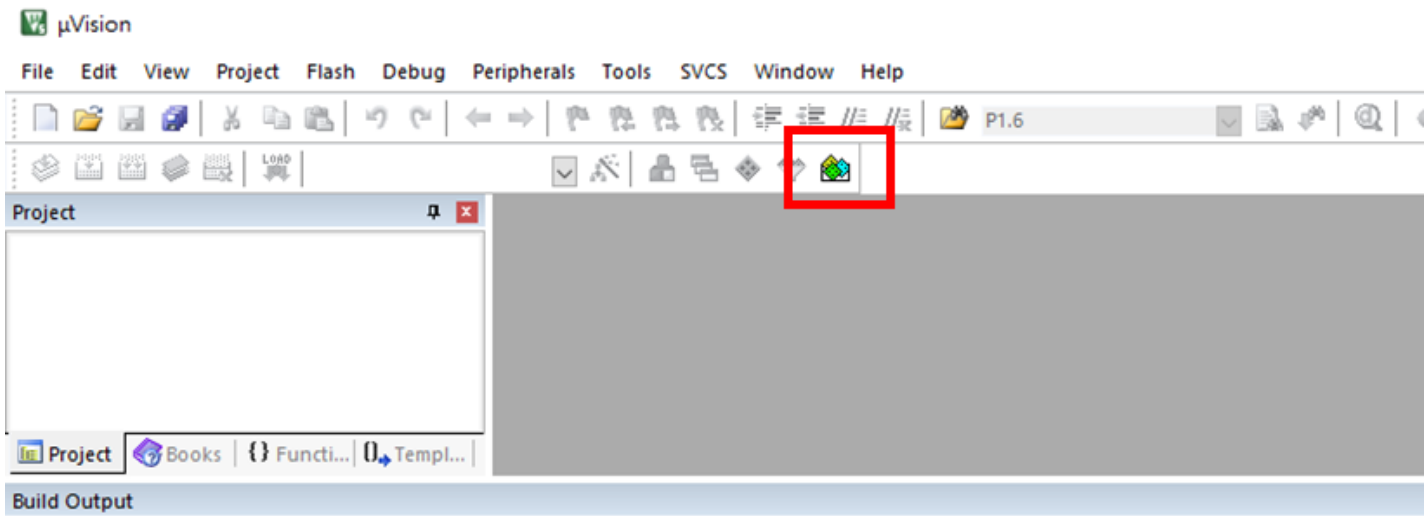 µVision
File Edit View Project Flash Debug Peripherals Tools SVCS Window Help
P1.6
LOAD
Project
Project Books {} Functi... 0 Templ...
Build Output